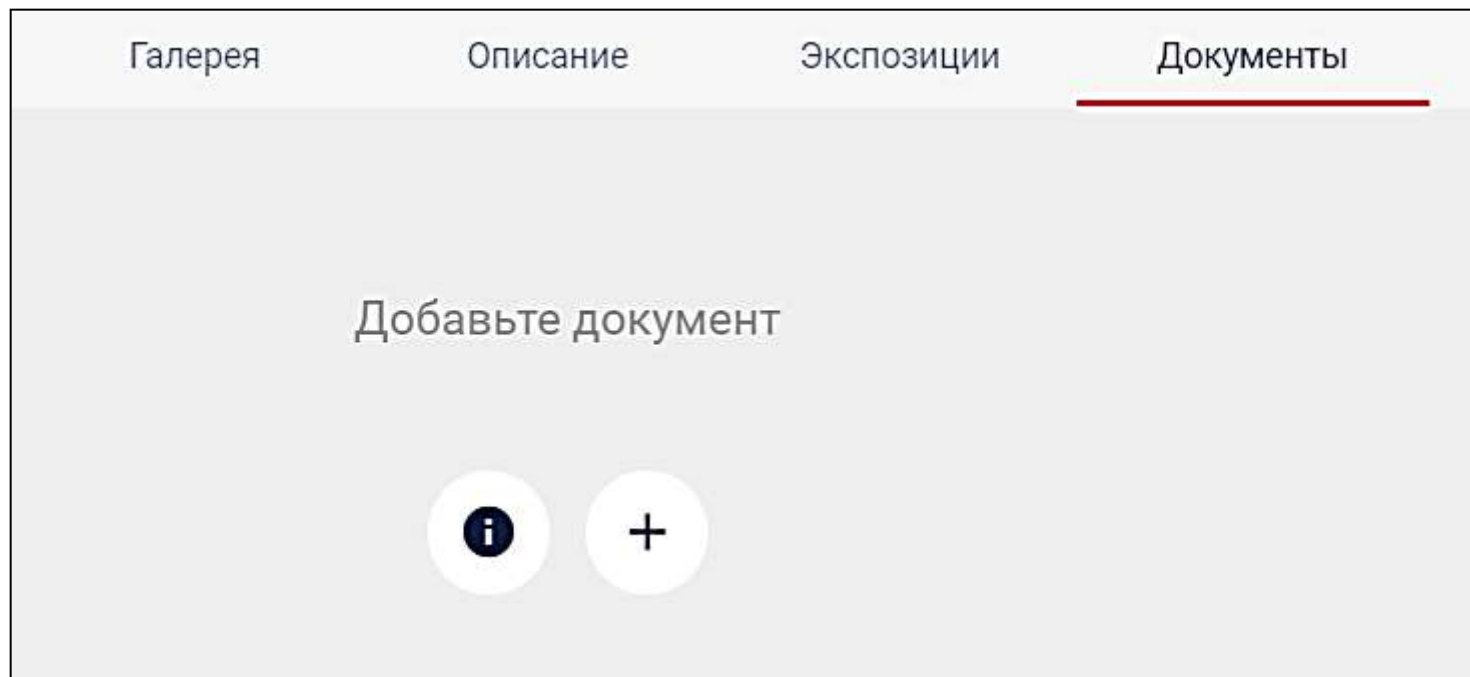 Галерея Описание Экспозиции Документы
Добавьте документ